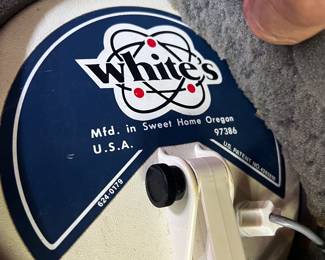 White's
Mfd. in Sweet Home Oregon
U.S.A.
97386
624-0179